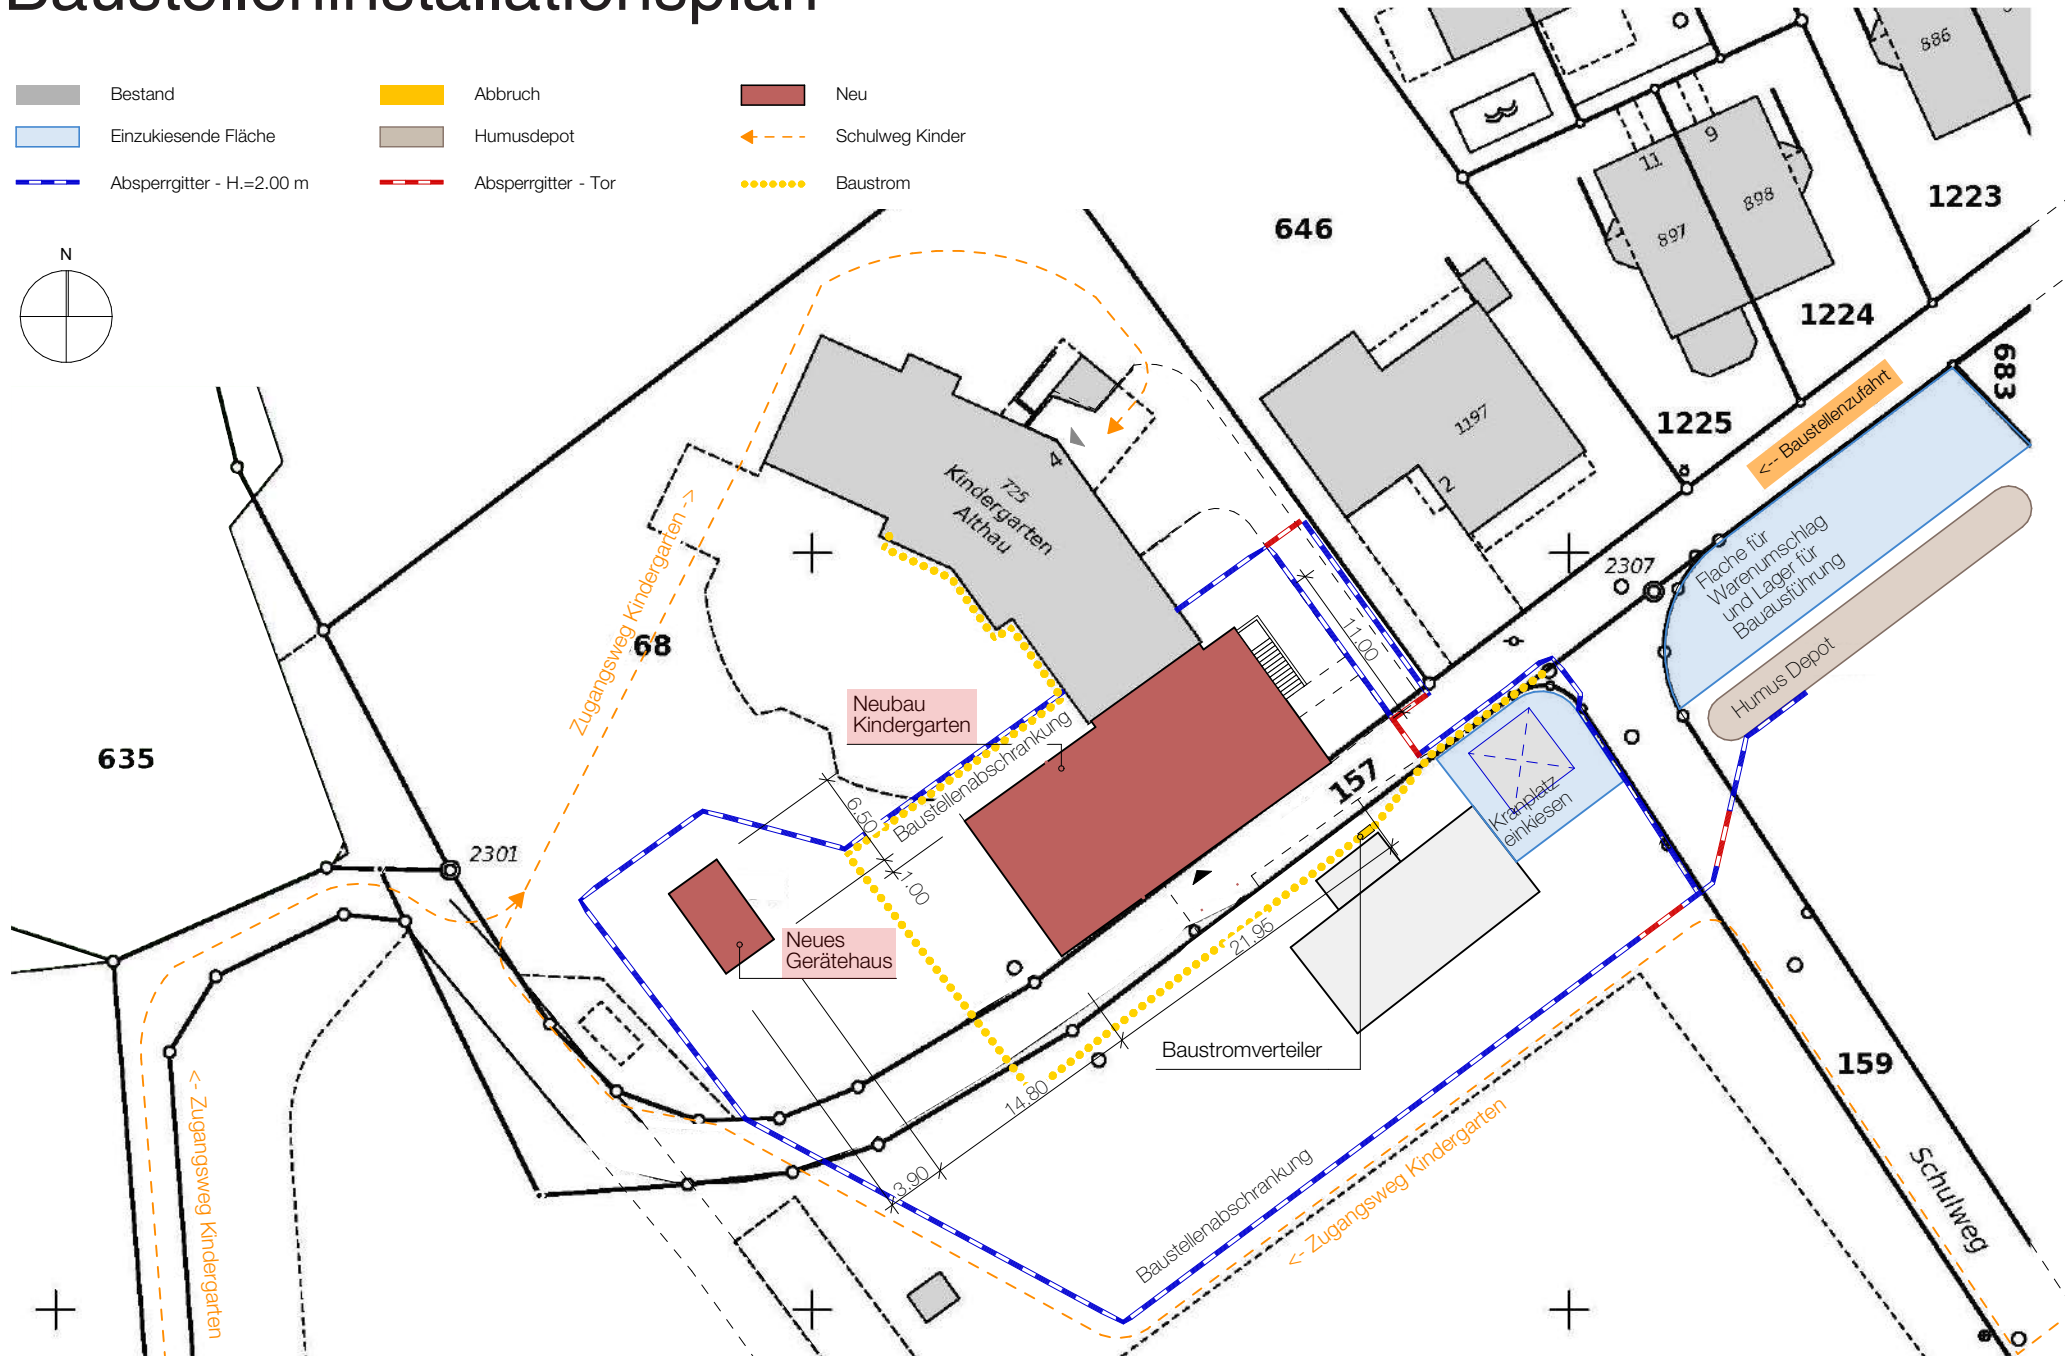 Baustelleninstallationsplan
Bestand
Abbruch
Neu
Einzukiesende Fläche
Humusdepot
Schulweg Kinder
Absperrgitter - H.=2.00 m
Absperrgitter - Tor
Baustrom
N
886
11
9
897
898
1223
646
1224
683
1225
<-- Baustellenzufahrt
1197
2
4
725
Kindergarten
Althau
2307
Fläche für
Warenumschlag
und Lager für
Bauausführung
Humus Depot
Zugangsweg Kindergarten ->
68
11.00
Neubau
Kindergarten
Baustellenabschrankung
635
157
Kranplatz
einkiesen
6.50
1.00
2301
Neues
Gerätehaus
21.95
Baustromverteiler
14.80
3.90
159
<- Zugangsweg Kindergarten
Baustellenabschrankung
<- Zugangsweg Kindergarten
Schulweg